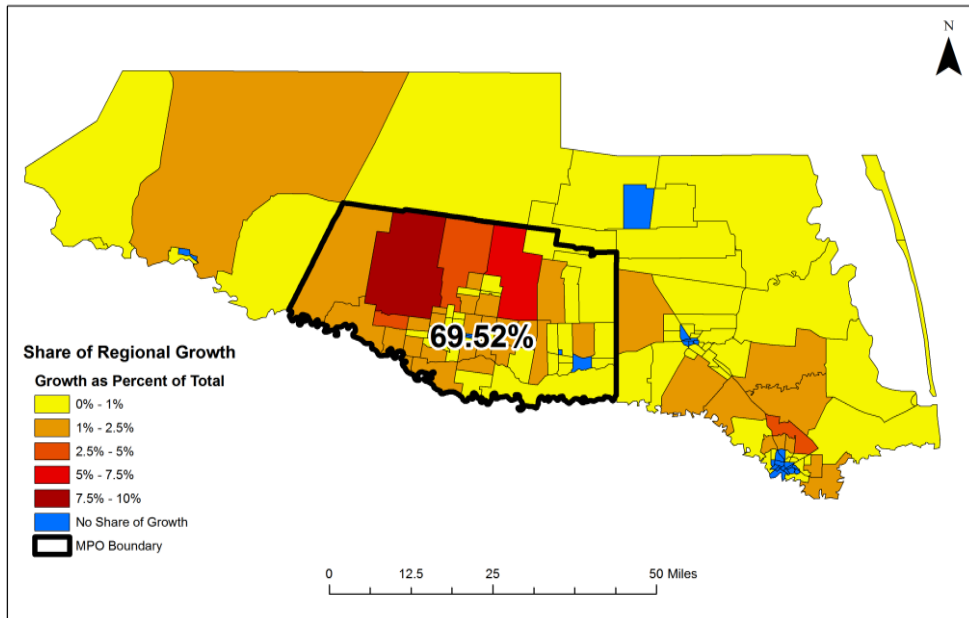 N
69.52%
Share of Regional Growth
Growth as Percent of Total
0% - 1%
1% - 2.5%
2.5% - 5%
5% - 7.5%
7.5% - 10%
No Share of Growth
MPO Boundary
0 12.5 25 50 Miles